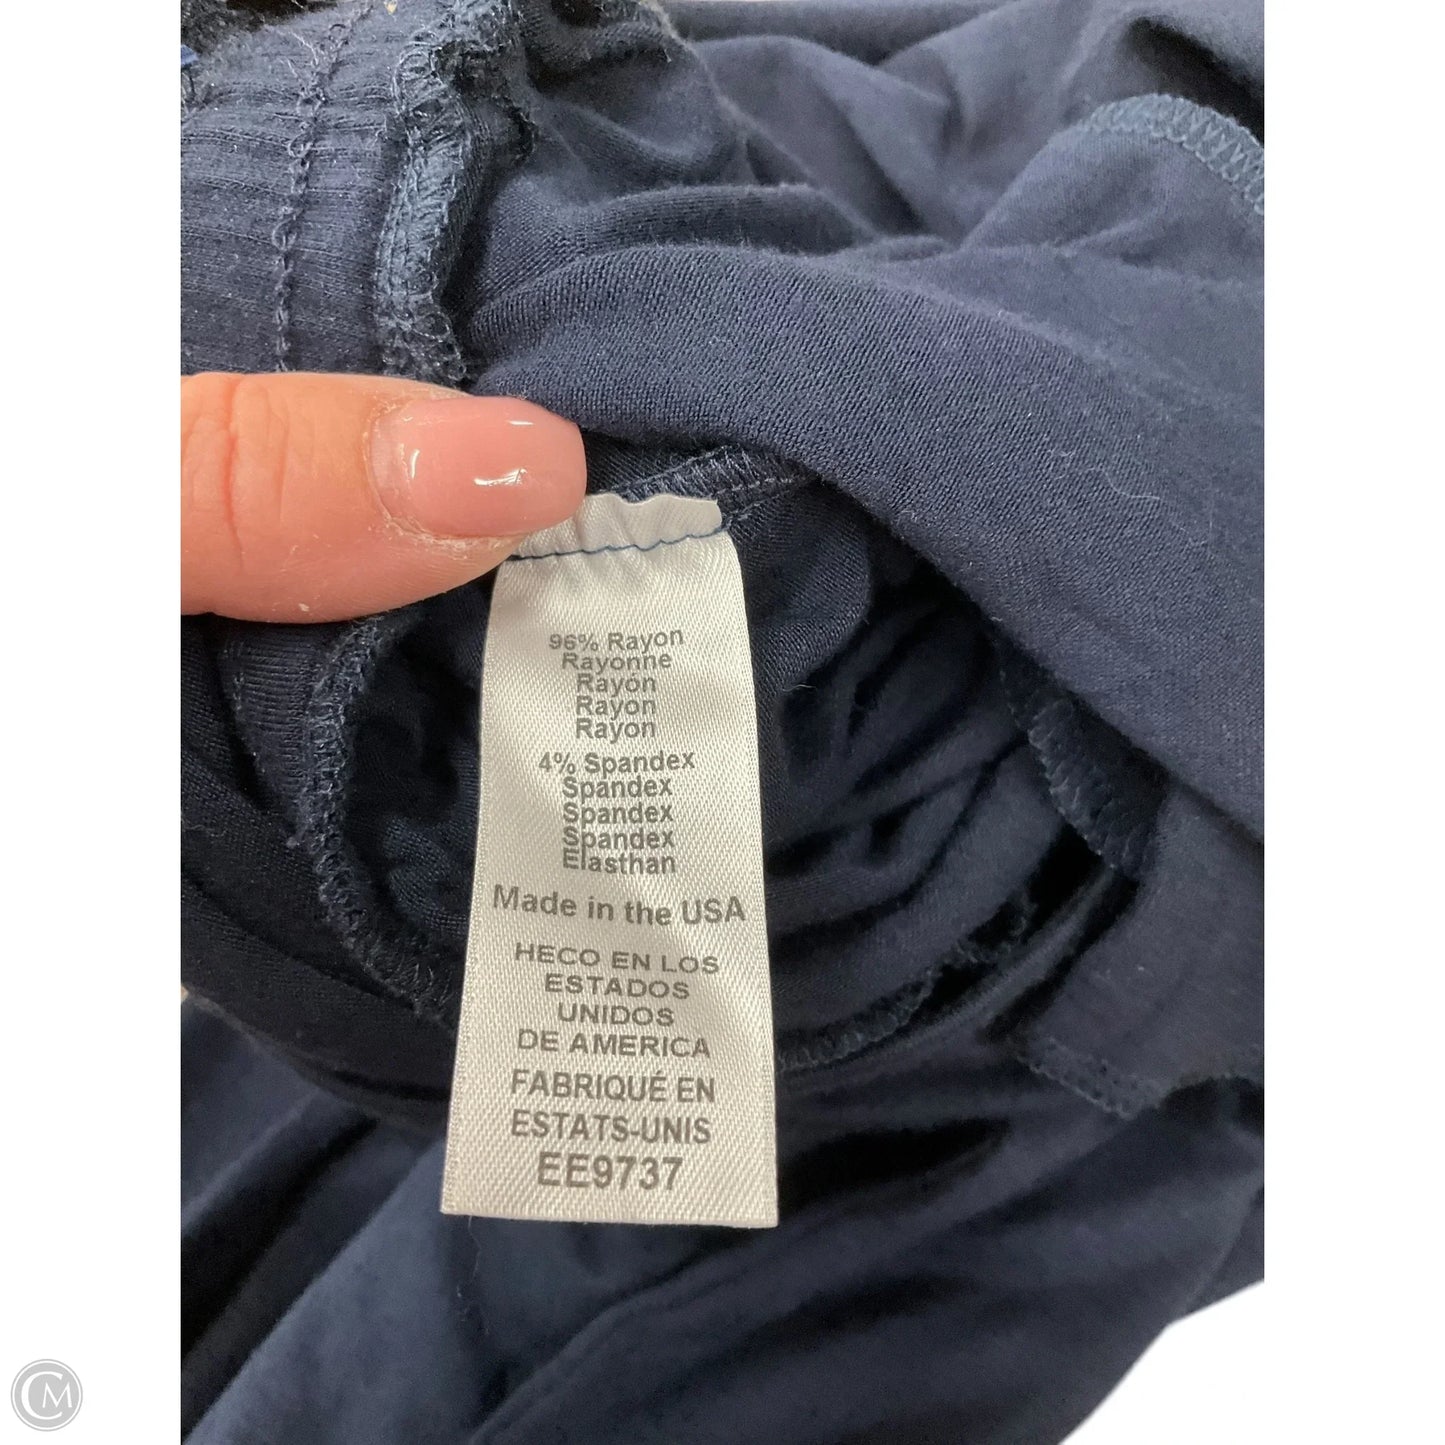 96% Rayon
Rayonne
Rayón
Rayon
Rayon
4% Spandex
Spandex
Spandex
Spandex
Elasthan
Made in the USA
HECO EN LOS
ESTADOS
UNIDOS
DE AMERICA
FABRIQUÉ EN
ESTATS-UNIS
EE9737
CM